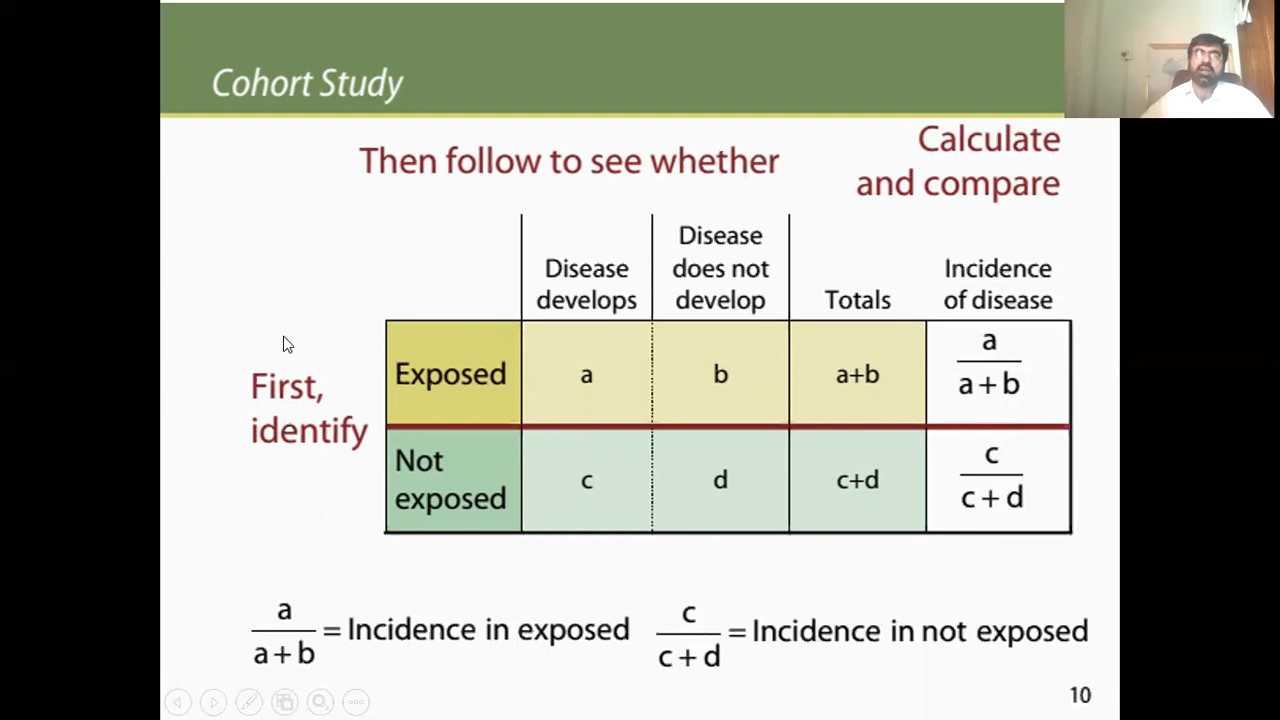 Cohort Study
Then follow to see whether
Calculate
and compare
Disease
develops
Disease
does not
develop
Totals
Incidence
of disease
First,
identify
Exposed
a
b
a+b
a
a + b
Not
exposed
c
d
c+d
c
c + d
a
a + b
= Incidence in exposed
c
c + d
= Incidence in not exposed
10